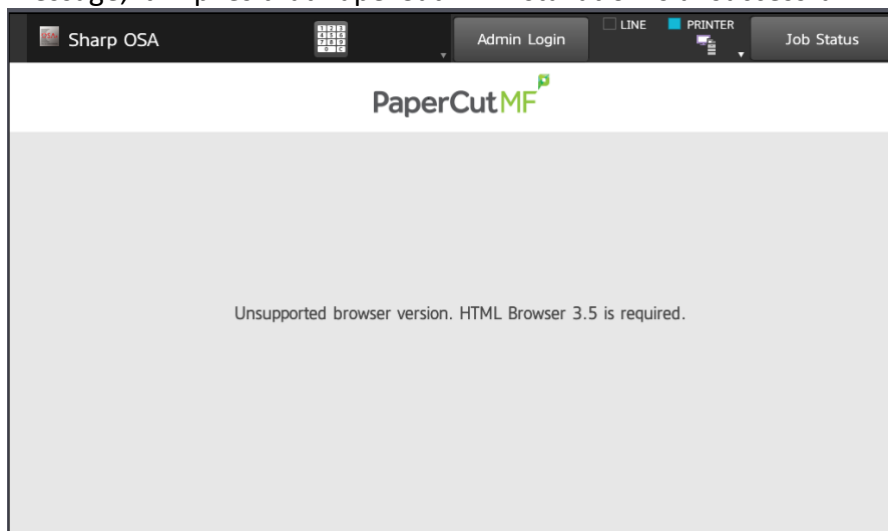 Sharp OSA
Admin Login
LINE
PRINTER
Job Status
PaperCutMF
Unsupported browser version. HTML Browser 3.5 is required.